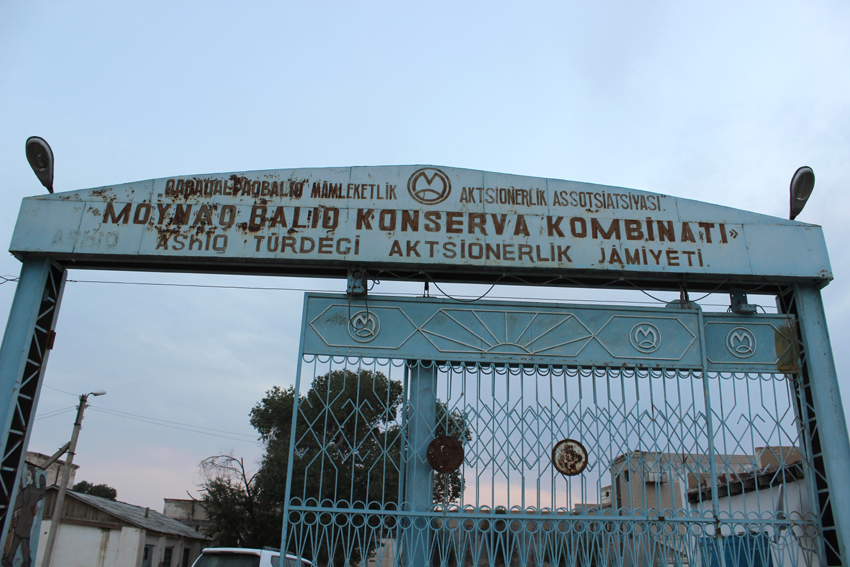 QARAQALPAQBALIQ" MÁMLEKETLIK AKTSIONERLIK ASSOTSIATSIYASI"
MOYNAQ BALIQ KONSERVA KOMBINATI»
ASHIQ TÚRDEGI AKTSIONERLIK JÁMIYETI.